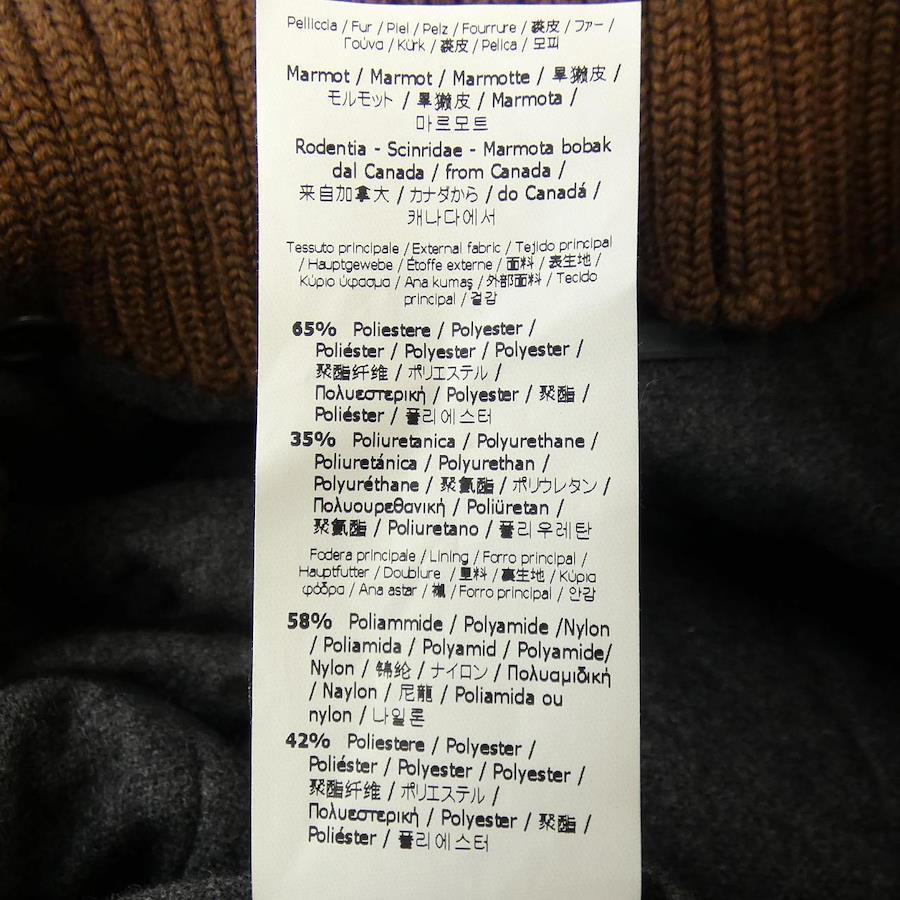 Pelliccia / Fur / Piel / Pelz / Fourrure / 裘皮 / ファー /
Γούνα / Kürk / 裘皮 / Pelica / 모피
Marmot / Marmot / Marmotte / 旱獭皮 /
モルモット / 旱獭皮 / Marmota /
마르모트
Rodentia - Scinridae - Marmota bobak
dal Canada / from Canada /
来自加拿大 / カナダから / do Canadá /
캐나다에서
Tessuto principale / External fabric / Tejido principal
/ Hauptgewebe / Étoffe externe / 面料 / 表生地 /
Κύριο ύφασμα / Ana kumaş / 外部面料 / Tecido
principal / 겉감
65% Poliestere / Polyester /
Poliéster / Polyester / Polyester /
聚酯纤维 / ポリエステル /
Πολυεστερική / Polyester / 聚酯 /
Poliéster / 폴리에스터
35% Poliuretanica / Polyurethane /
Poliuretánica / Polyurethan /
Polyuréthane / 聚氨酯 / ポリウレタン /
Πολυουρεθανική / Poliüretan /
聚氨酯 / Poliuretano / 폴리우레탄
Fodera principale / Lining / Forro principal /
Hauptfutter / Doublure / 里料 / 裏生地 / Κύρια
φόδρα / Ana astar / 襯 / Forro principal / 안감
58% Poliammide / Polyamide /Nylon
/ Poliamida / Polyamid / Polyamide/
Nylon / 锦纶 / ナイロン / Πολυαμιδική
/ Naylon / 尼龍 / Poliamida ou
nylon / 나일론
42% Poliestere / Polyester /
Poliéster / Polyester / Polyester /
聚酯纤维 / ポリエステル /
Πολυεστερική / Polyester / 聚酯 /
Poliéster / 폴리에스터